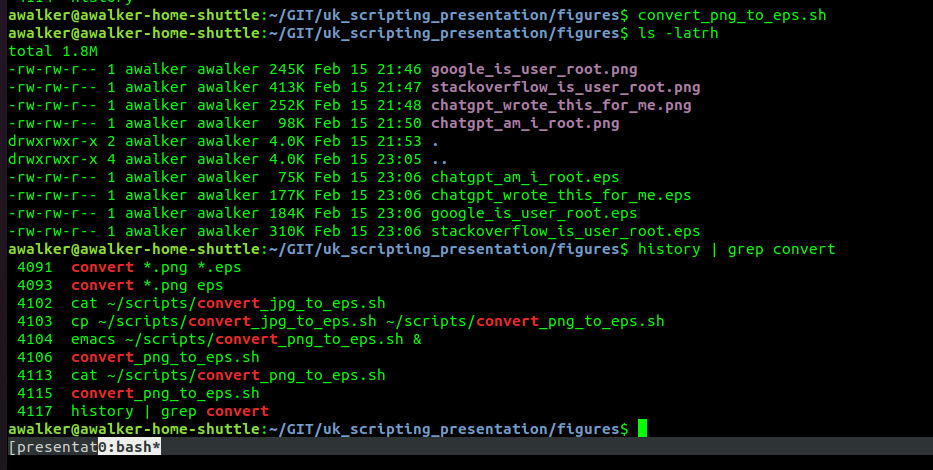 awalker@awalker-home-shuttle:~/GIT/uk_scripting_presentation/figures$ convert_png_to_eps.sh
awalker@awalker-home-shuttle:~/GIT/uk_scripting_presentation/figures$ ls -latrh
total 1.8M
-rw-rw-r-- 1 awalker awalker 245K Feb 15 21:46 google_is_user_root.png
-rw-rw-r-- 1 awalker awalker 413K Feb 15 21:47 stackoverflow_is_user_root.png
-rw-rw-r-- 1 awalker awalker 252K Feb 15 21:48 chatgpt_wrote_this_for_me.png
-rw-rw-r-- 1 awalker awalker  98K Feb 15 21:50 chatgpt_am_i_root.png
drwxrwxr-x 2 awalker awalker 4.0K Feb 15 21:53 .
drwxrwxr-x 4 awalker awalker 4.0K Feb 15 23:05 ..
-rw-rw-r-- 1 awalker awalker  75K Feb 15 23:06 chatgpt_am_i_root.eps
-rw-rw-r-- 1 awalker awalker 177K Feb 15 23:06 chatgpt_wrote_this_for_me.eps
-rw-rw-r-- 1 awalker awalker 184K Feb 15 23:06 google_is_user_root.eps
-rw-rw-r-- 1 awalker awalker 310K Feb 15 23:06 stackoverflow_is_user_root.eps
awalker@awalker-home-shuttle:~/GIT/uk_scripting_presentation/figures$ history | grep convert
 4091  convert *.png *.eps
 4093  convert *.png eps
 4102  cat ~/scripts/convert_jpg_to_eps.sh
 4103  cp ~/scripts/convert_jpg_to_eps.sh ~/scripts/convert_png_to_eps.sh
 4104  emacs ~/scripts/convert_png_to_eps.sh &
 4106  convert_png_to_eps.sh
 4113  cat ~/scripts/convert_png_to_eps.sh
 4115  convert_png_to_eps.sh
 4117  history | grep convert
awalker@awalker-home-shuttle:~/GIT/uk_scripting_presentation/figures$
[presentat0:bash*